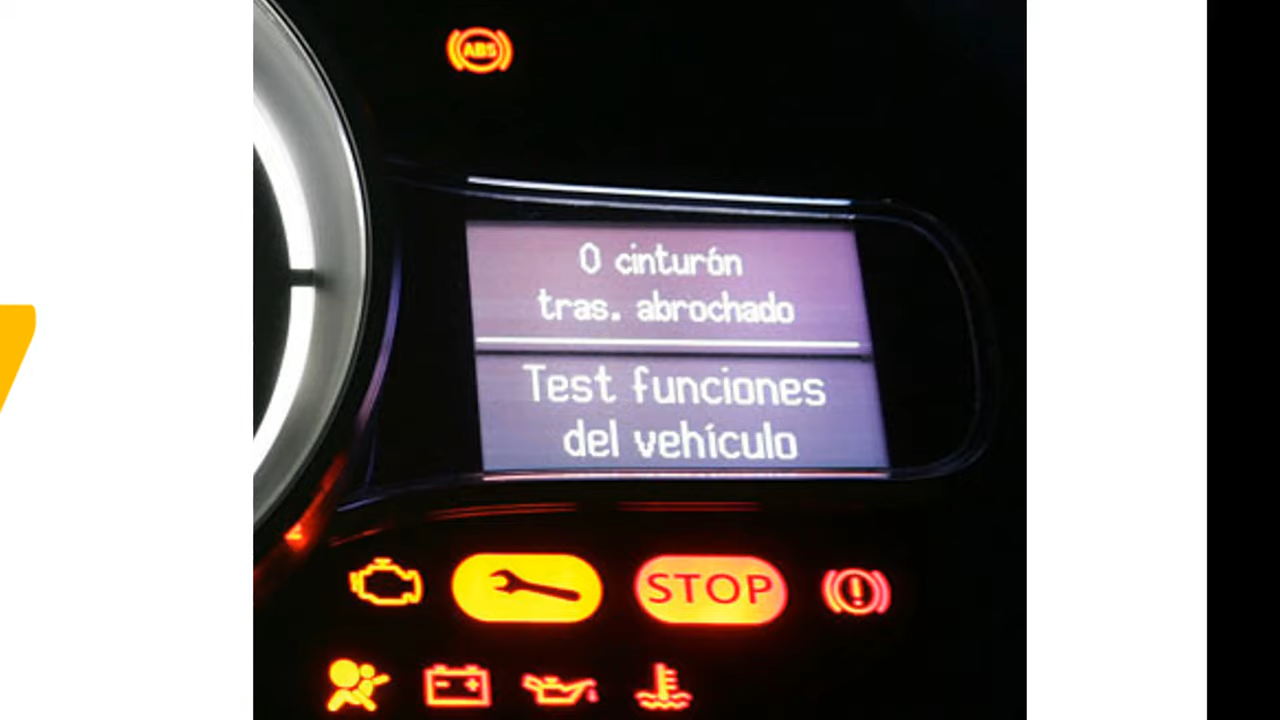 ABS
0 cinturón
tras. abrochado
Test funciones
del vehículo
STOP